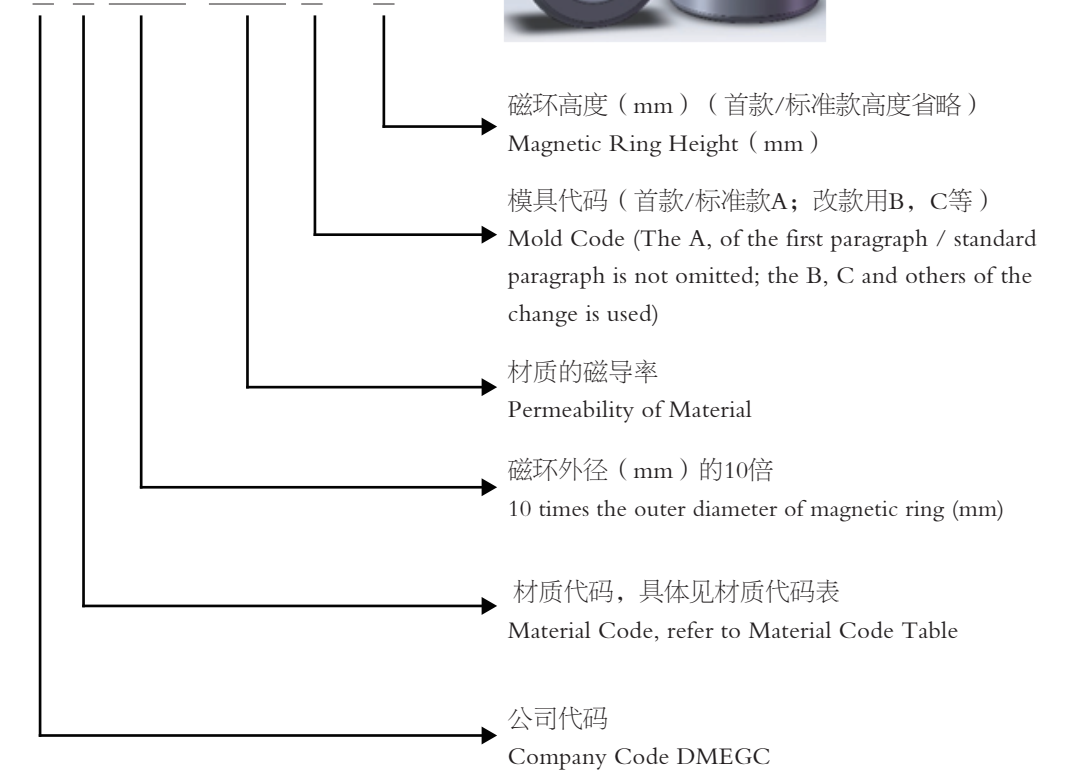 磁环高度（mm）（首款/标准款高度省略）
Magnetic Ring Height（mm）
模具代码（首款/标准款A；改款用B，C等）
Mold Code (The A, of the first paragraph / standard
paragraph is not omitted; the B, C and others of the
change is used)
材质的磁导率
Permeability of Material
磁环外径（mm）的10倍
10 times the outer diameter of magnetic ring (mm)
材质代码，具体见材质代码表
Material Code, refer to Material Code Table
公司代码
Company Code DMEGC